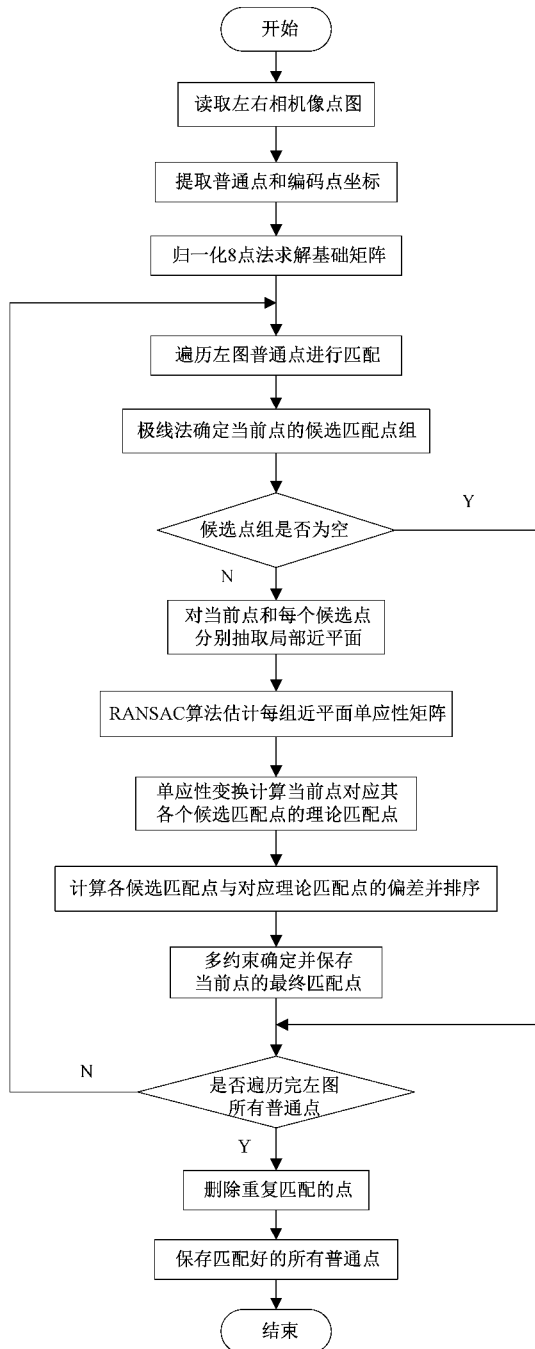 开始
读取左右相机像点图
提取普通点和编码点坐标
归一化8点法求解基础矩阵
遍历左图普通点进行匹配
极线法确定当前点的候选匹配点组
候选点组是否为空
Y
N
对当前点和每个候选点
分别抽取局部近平面
RANSAC算法估计每组近平面单应性矩阵
单应性变换计算当前点对应其
各个候选匹配点的理论匹配点
计算各候选匹配点与对应理论匹配点的偏差并排序
多约束确定并保存
当前点的最终匹配点
是否遍历完左图
所有普通点
N
Y
删除重复匹配的点
保存匹配好的所有普通点
结束